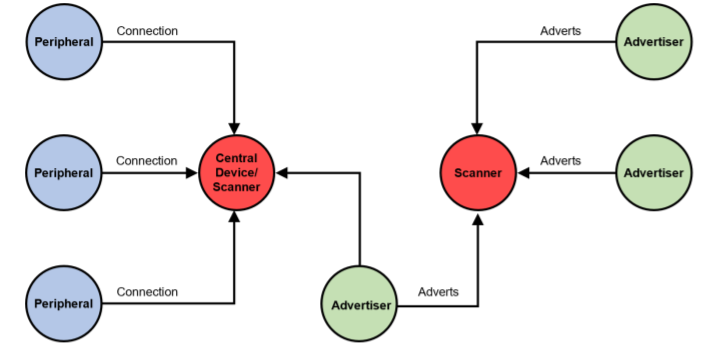 Peripheral
Connection
Adverts
Advertiser
Peripheral
Connection
Central
Device/
Scanner
Scanner
Adverts
Advertiser
Peripheral
Connection
Advertiser
Adverts